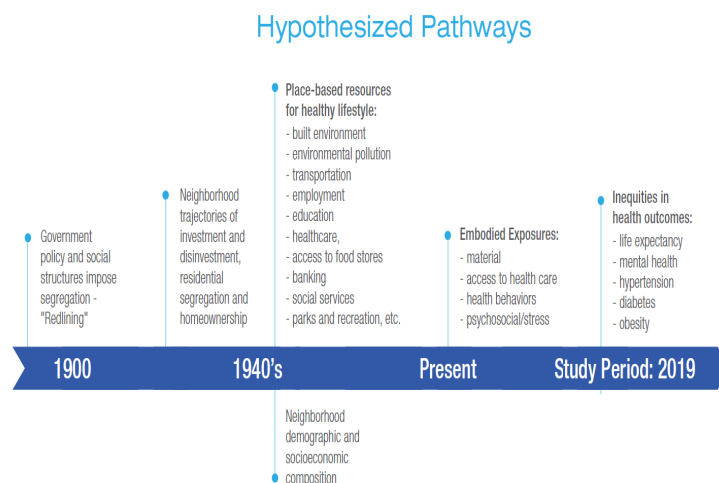 Hypothesized Pathways
Government
policy and social
structures impose
segregation -
"Redlining"
Neighborhood
trajectories of
investment and
disinvestment,
residential
segregation and
homeownership
Place-based resources
for healthy lifestyle:
- built environment
- environmental pollution
- transportation
- employment
- education
- healthcare,
- access to food stores
- banking
- social services
- parks and recreation, etc.
Embodied Exposures:
- material
- access to health care
- health behaviors
- psychosocial/stress
Inequities in
health outcomes:
- life expectancy
- mental health
- hypertension
- diabetes
- obesity
1900
1940's
Present
Study Period: 2019
Neighborhood
demographic and
socioeconomic
composition